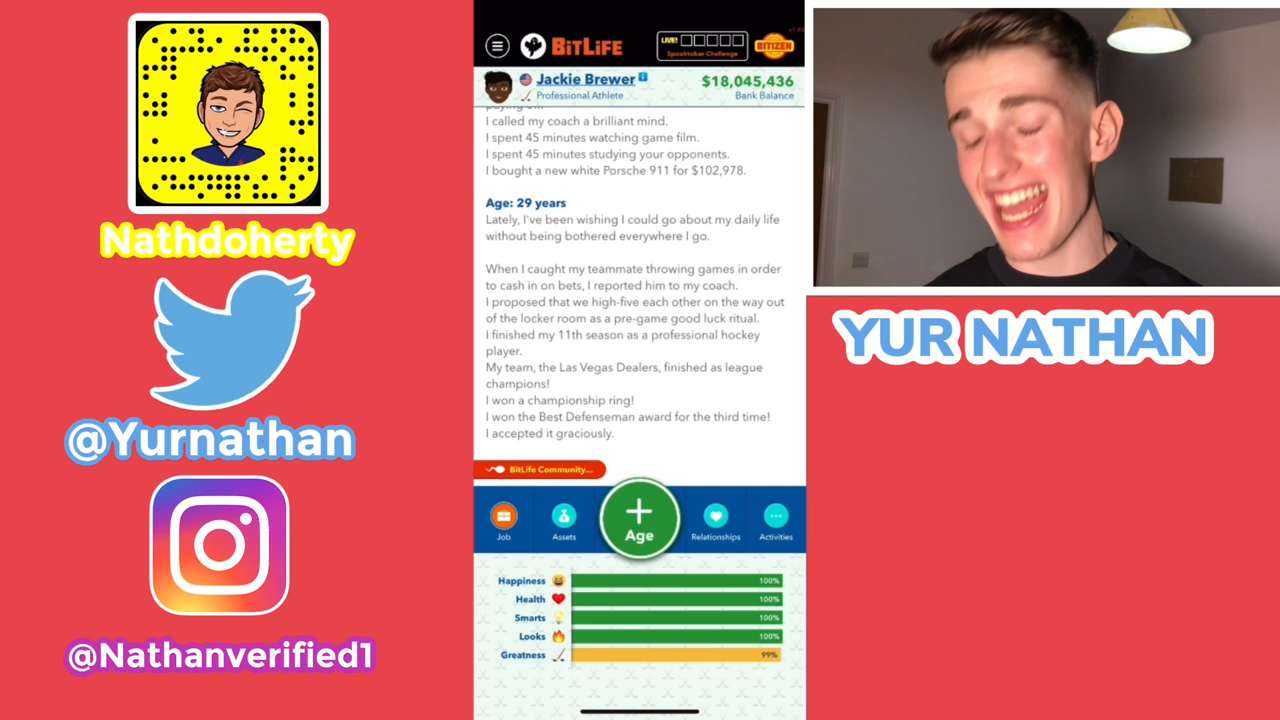 Nathdoherty
@Yurnathan
@Nathanverified1
BITLIFE
LIVE!
Spooktober Challenge
BITIZEN
Jackie Brewer
Professional Athlete
$18,045,436
Bank Balance
I called my coach a brilliant mind.
I spent 45 minutes watching game film.
I spent 45 minutes studying your opponents.
I bought a new white Porsche 911 for $102,978.
Age: 29 years
Lately, I've been wishing I could go about my daily life
without being bothered everywhere I go.
When I caught my teammate throwing games in order
to cash in on bets, I reported him to my coach.
I proposed that we high-five each other on the way out
of the locker room as a pre-game good luck ritual.
I finished my 11th season as a professional hockey
player.
My team, the Las Vegas Dealers, finished as league
champions!
I won a championship ring!
I won the Best Defenseman award for the third time!
I accepted it graciously.
BitLife Community...
Job
Assets
+
Age
Relationships
Activities
Happiness 100%
Health 100%
Smarts 100%
Looks 100%
Greatness 99%
YUR NATHAN